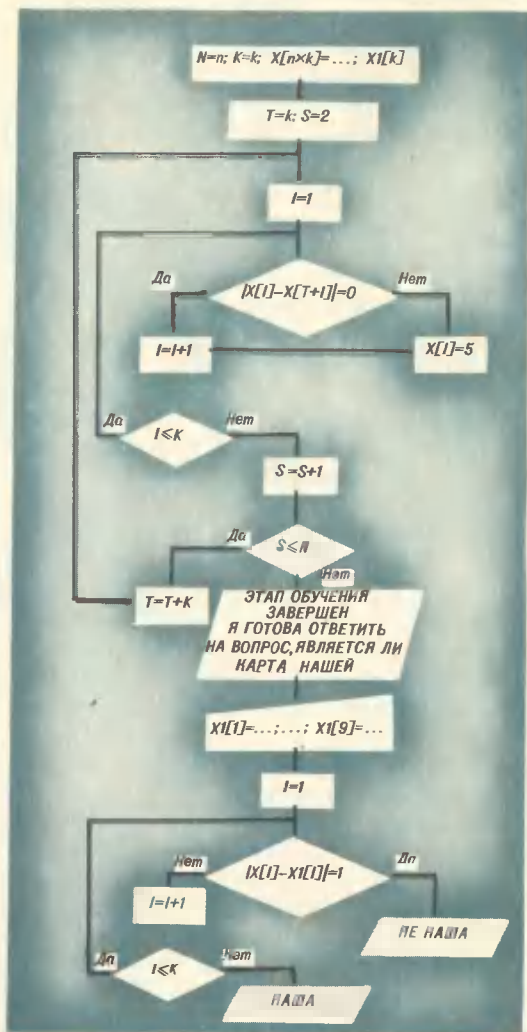 N=n; K=k; X[n×k]=...; X1[k]
T=k; S=2
I=1
Да
|X[I]-X[T+I]|=0
Нет
I=I+1
X[I]=5
Да
I⩽K
Нет
S=S+1
Да
S⩽N
Нет
T=T+K
ЭТАП ОБУЧЕНИЯ
ЗАВЕРШЕН
Я ГОТОВА ОТВЕТИТЬ
НА ВОПРОС, ЯВЛЯЕТСЯ ЛИ
КАРТА НАШЕЙ
X1[1]=...;...; X1[9]=...
I=1
Нет
|X[I]-X1[I]|=1
Да
I=I+1
НЕ НАША
Да
I⩽K
Нет
НАША